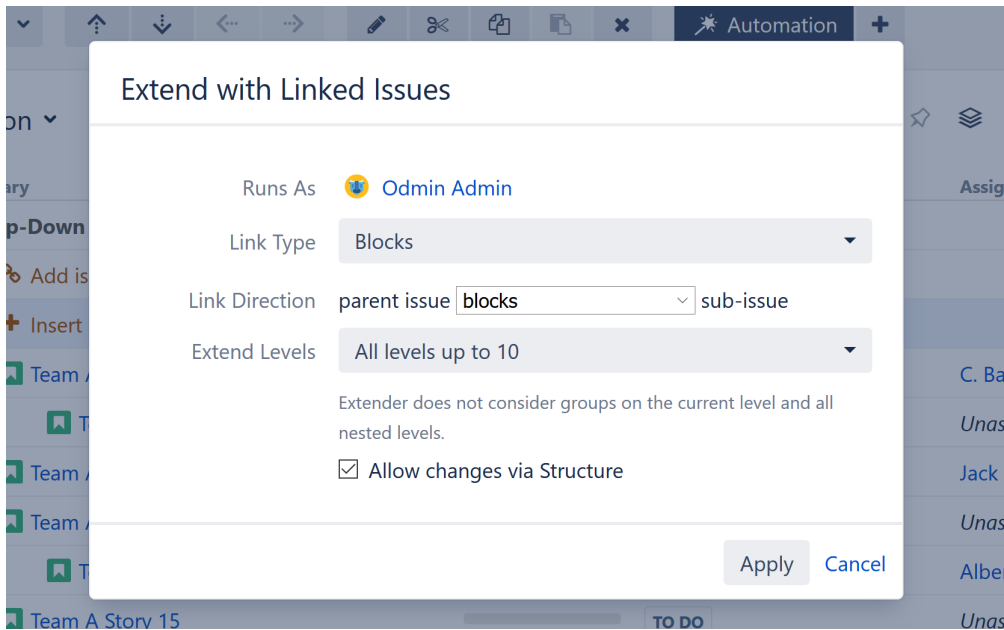 Automation
Extend with Linked Issues
on
ary
Assig
Runs As Odmin Admin
p-Down
Link Type Blocks
Add is
Link Direction parent issue blocks sub-issue
Insert
Extend Levels All levels up to 10
Team A
C. Ba
Extender does not consider groups on the current level and all
nested levels.
T
Unas
Allow changes via Structure
Team A
Jack
Team A
Unas
Apply Cancel
T
Albe
Team A Story 15 TO DO Unas